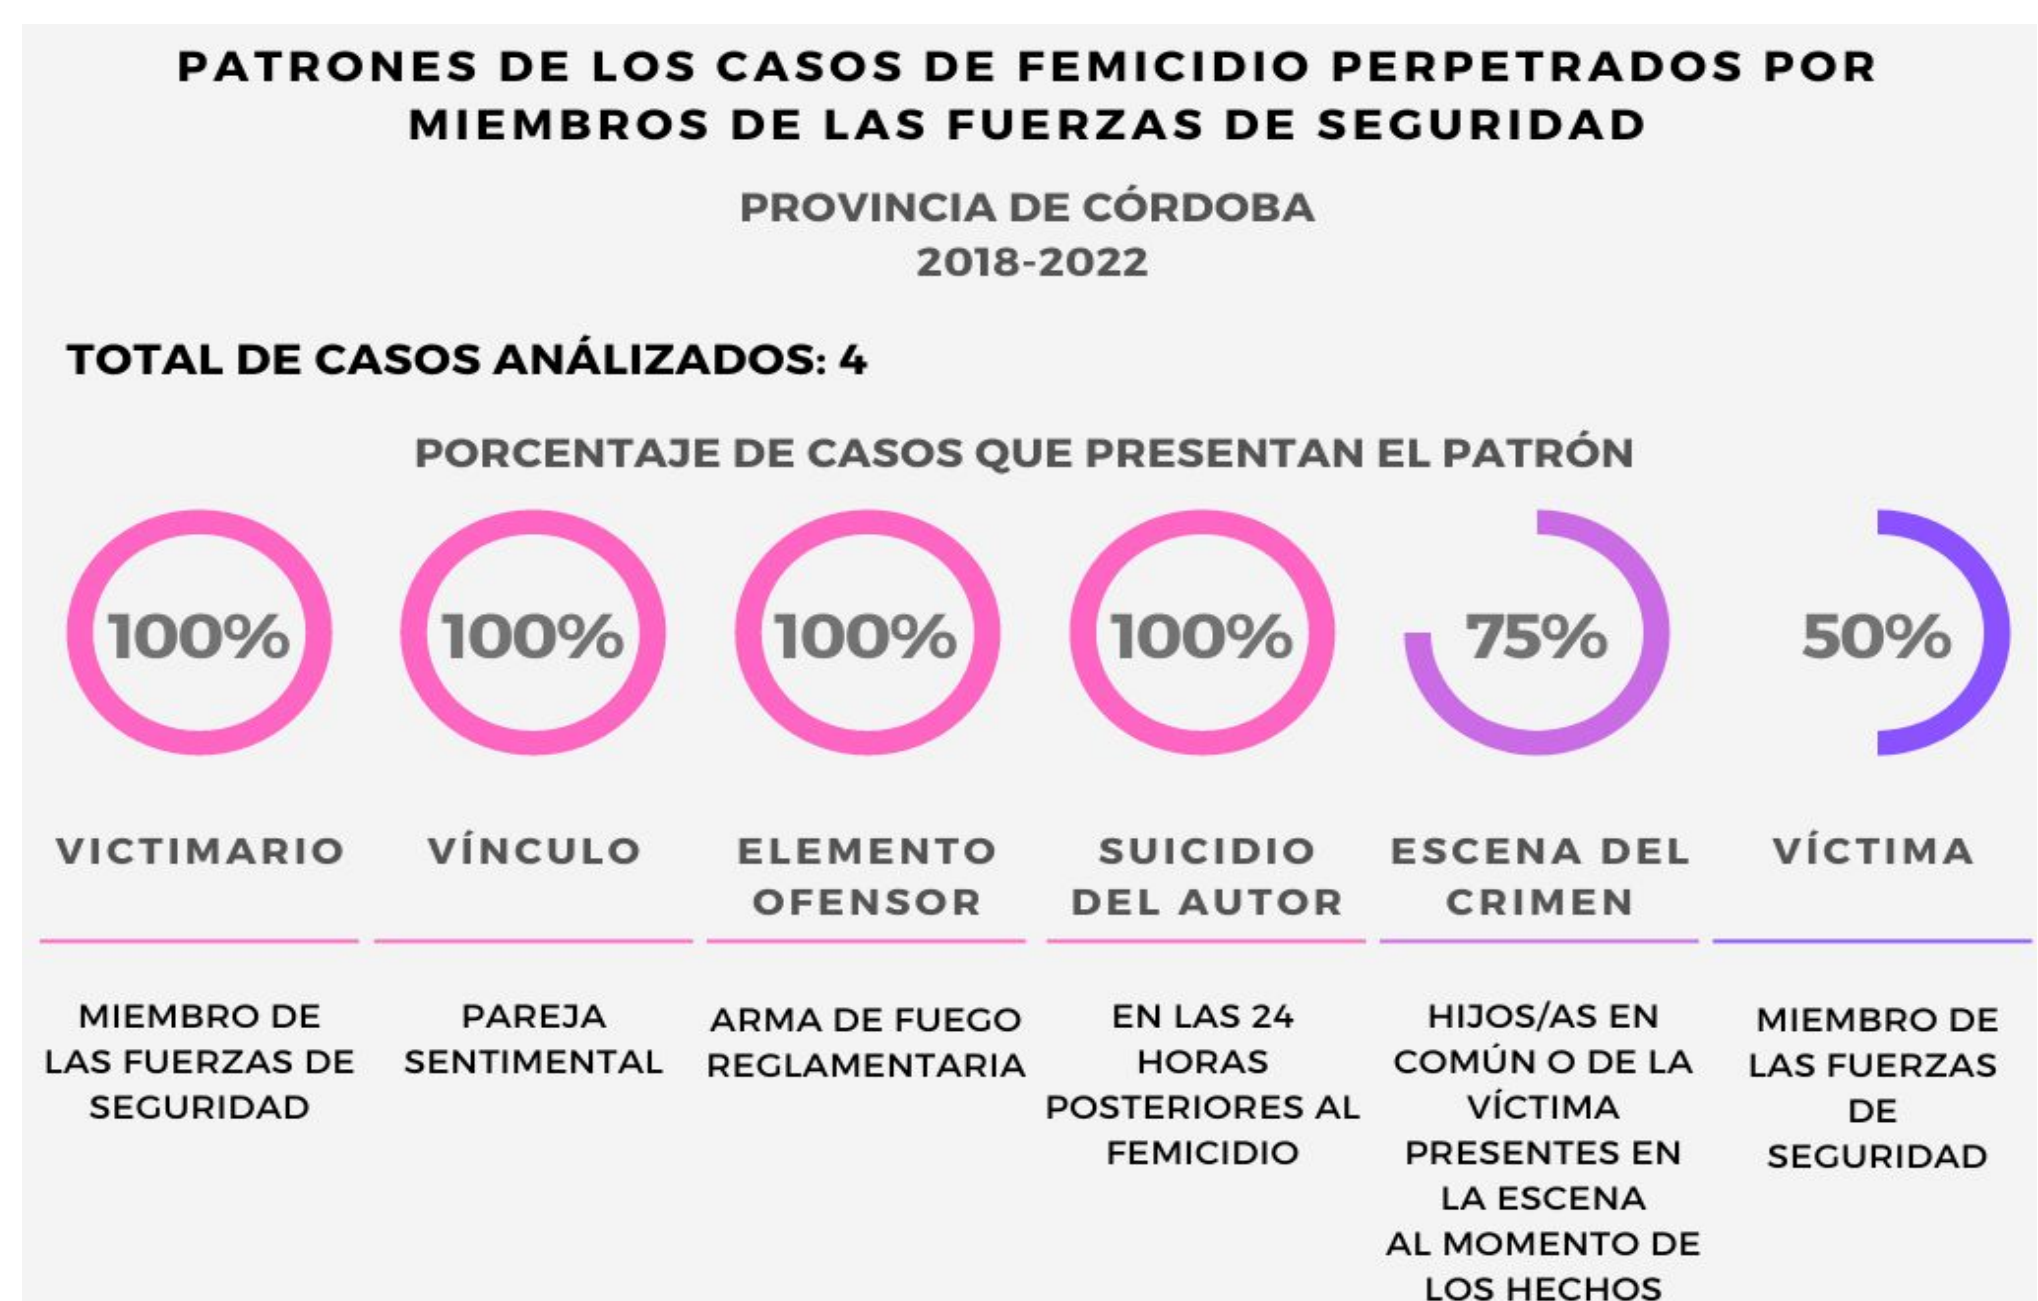 PATRONES DE LOS CASOS DE FEMICIDIO PERPETRADOS POR
MIEMBROS DE LAS FUERZAS DE SEGURIDAD
PROVINCIA DE CÓRDOBA
2018-2022
TOTAL DE CASOS ANÁLIZADOS: 4
PORCENTAJE DE CASOS QUE PRESENTAN EL PATRÓN
100%
VICTIMARIO
MIEMBRO DE
LAS FUERZAS DE
SEGURIDAD
100%
VÍNCULO
PAREJA
SENTIMENTAL
100%
ELEMENTO
OFENSOR
ARMA DE FUEGO
REGLAMENTARIA
100%
SUICIDIO
DEL AUTOR
EN LAS 24
HORAS
POSTERIORES AL
FEMICIDIO
75%
ESCENA DEL
CRIMEN
HIJOS/AS EN
COMÚN O DE LA
VÍCTIMA
PRESENTES EN
LA ESCENA
AL MOMENTO DE
LOS HECHOS
50%
VÍCTIMA
MIEMBRO DE
LAS FUERZAS
DE
SEGURIDAD